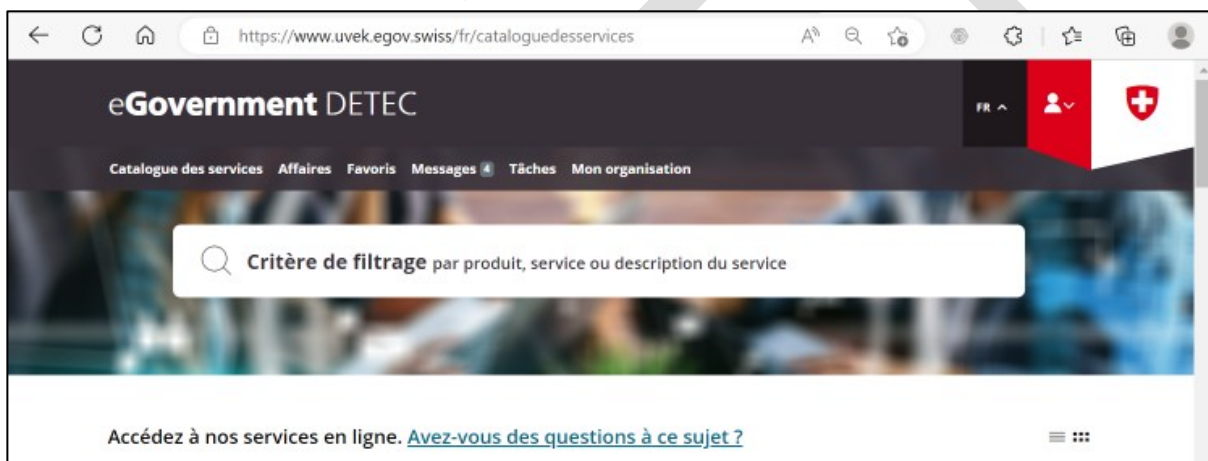 https://www.uvek.egov.swiss/fr/cataloguedesservices
eGovernment DETEC
FR
Catalogue des services Affaires Favoris Messages 4 Tâches Mon organisation
Critère de filtrage par produit, service ou description du service
Accédez à nos services en ligne. Avez-vous des questions à ce sujet ?